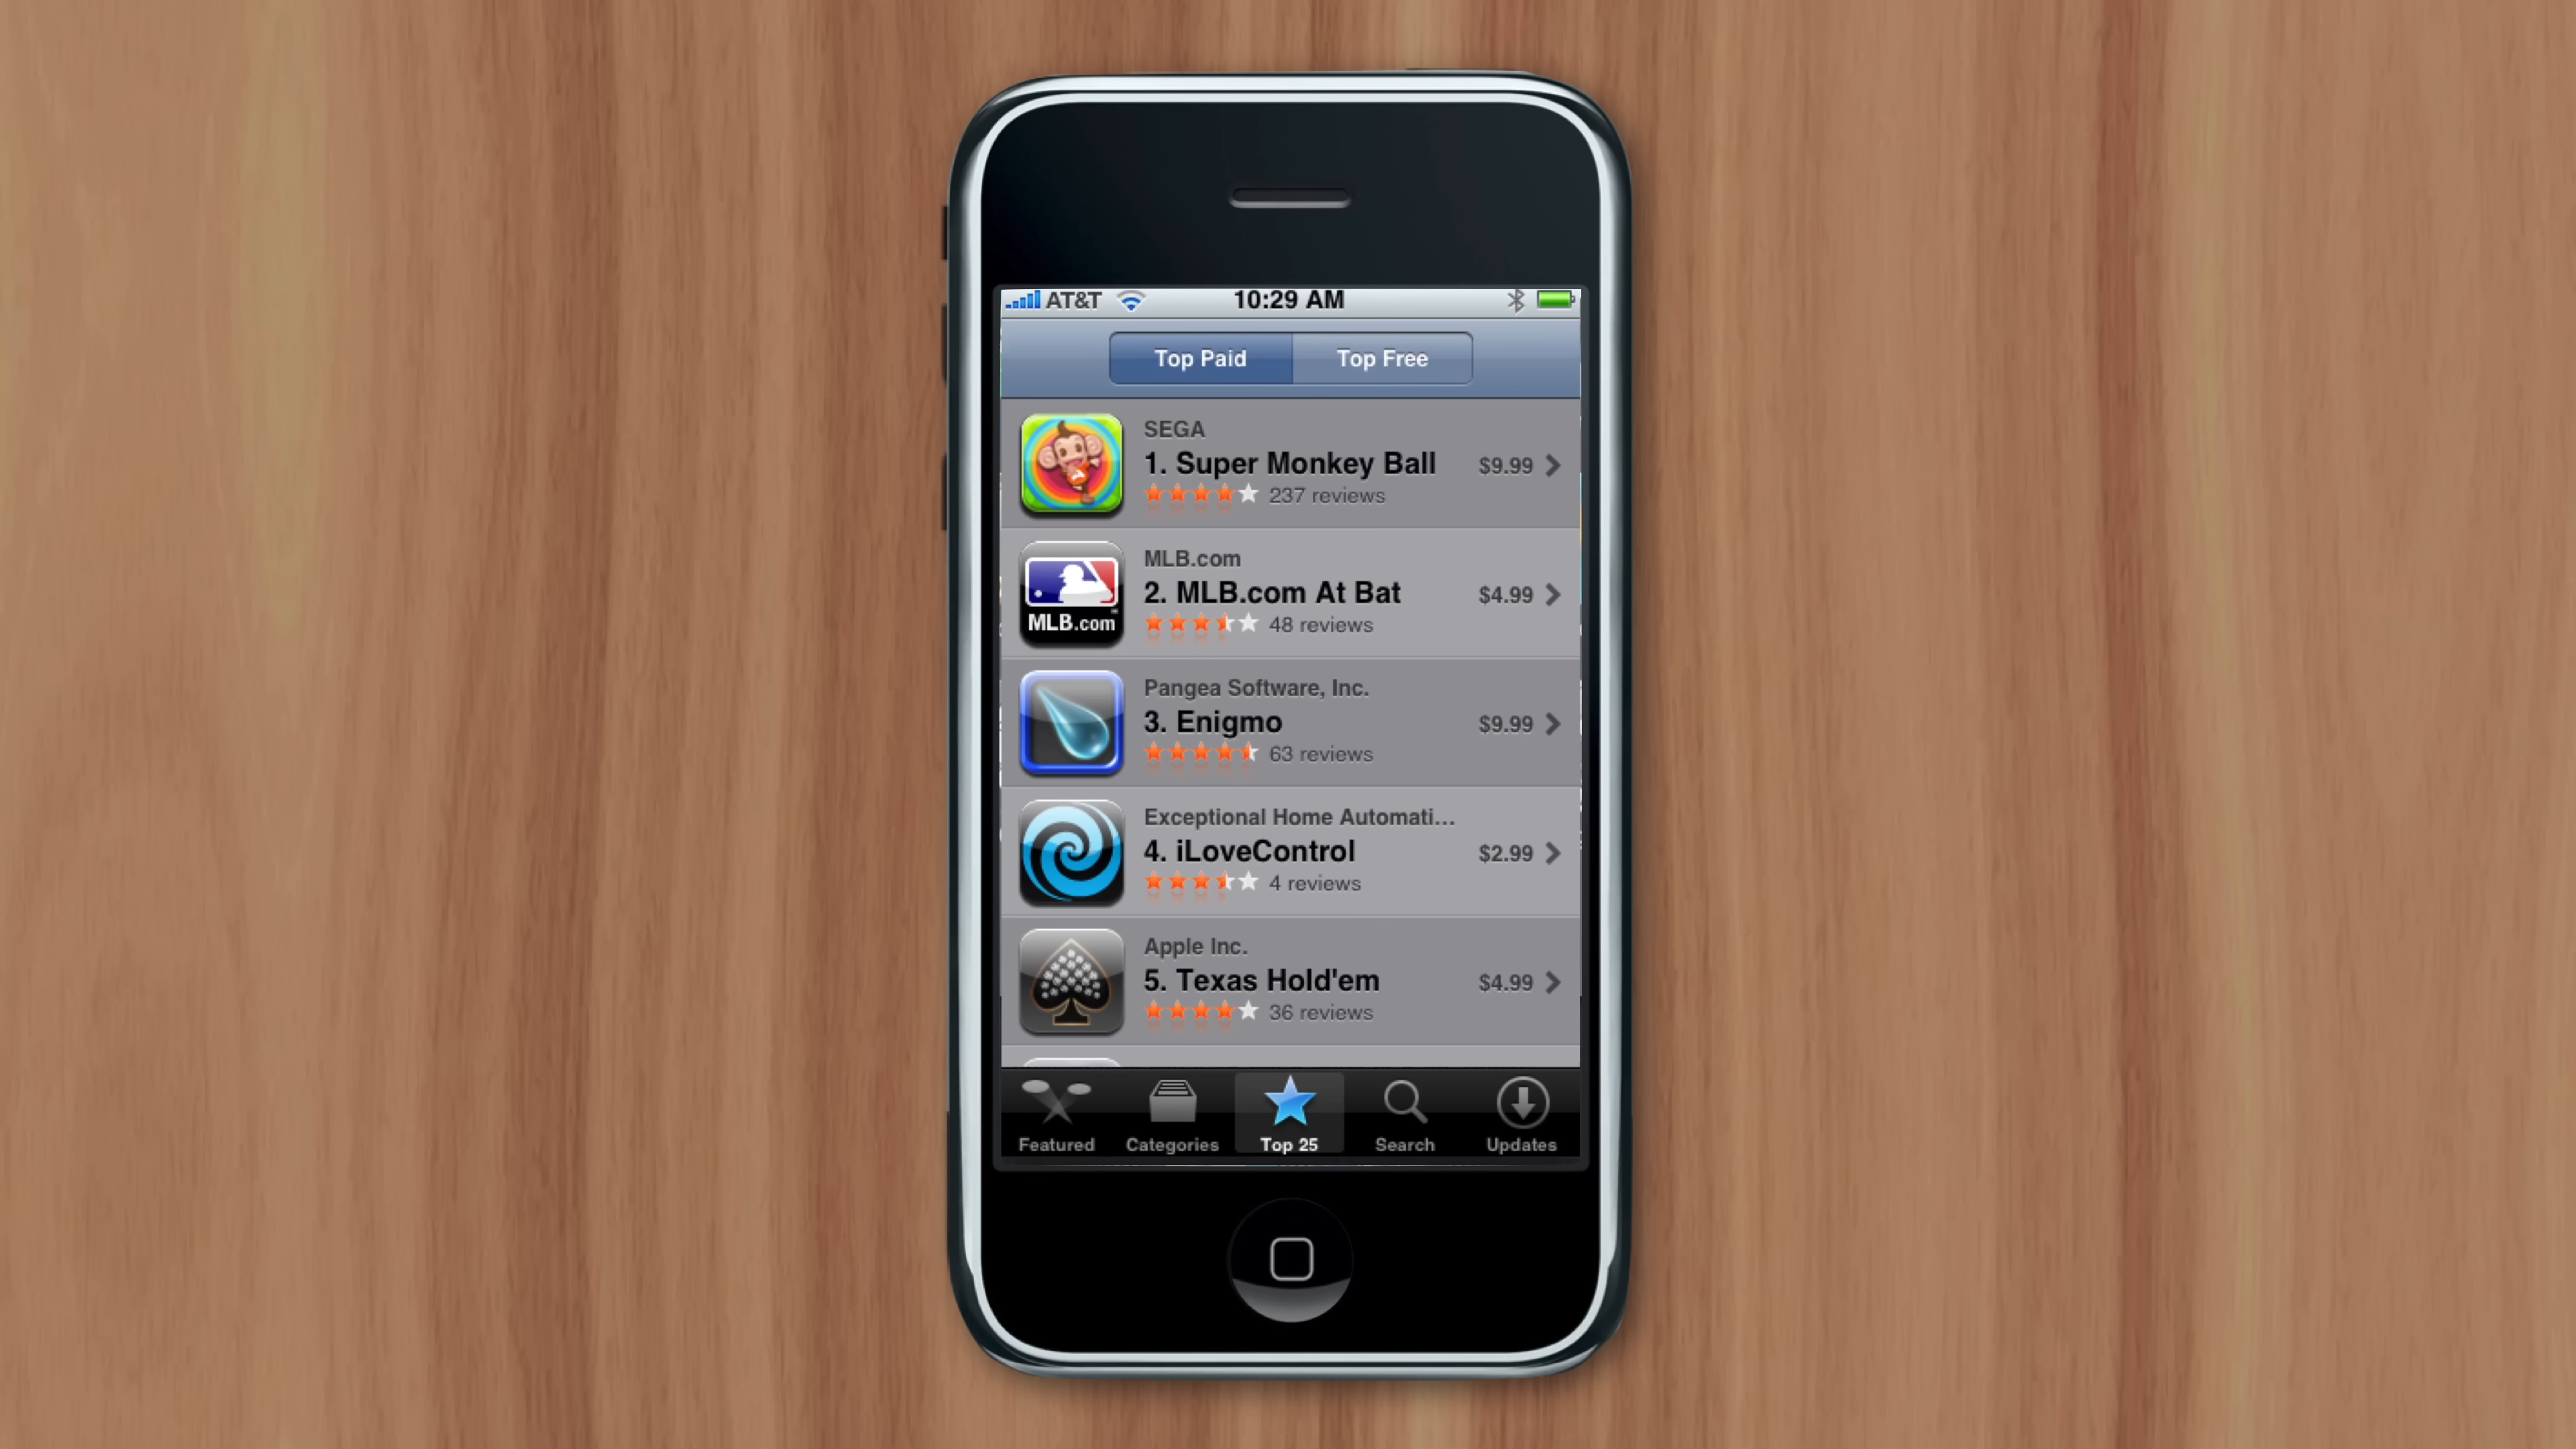 AT&T 10:29 AM
Top Paid Top Free
SEGA
1. Super Monkey Ball $9.99
237 reviews
MLB.com
MLB.com
2. MLB.com At Bat $4.99
48 reviews
Pangea Software, Inc.
3. Enigmo $9.99
63 reviews
Exceptional Home Automati...
4. iLoveControl $2.99
4 reviews
Apple Inc.
5. Texas Hold'em $4.99
36 reviews
Featured Categories Top 25 Search Updates